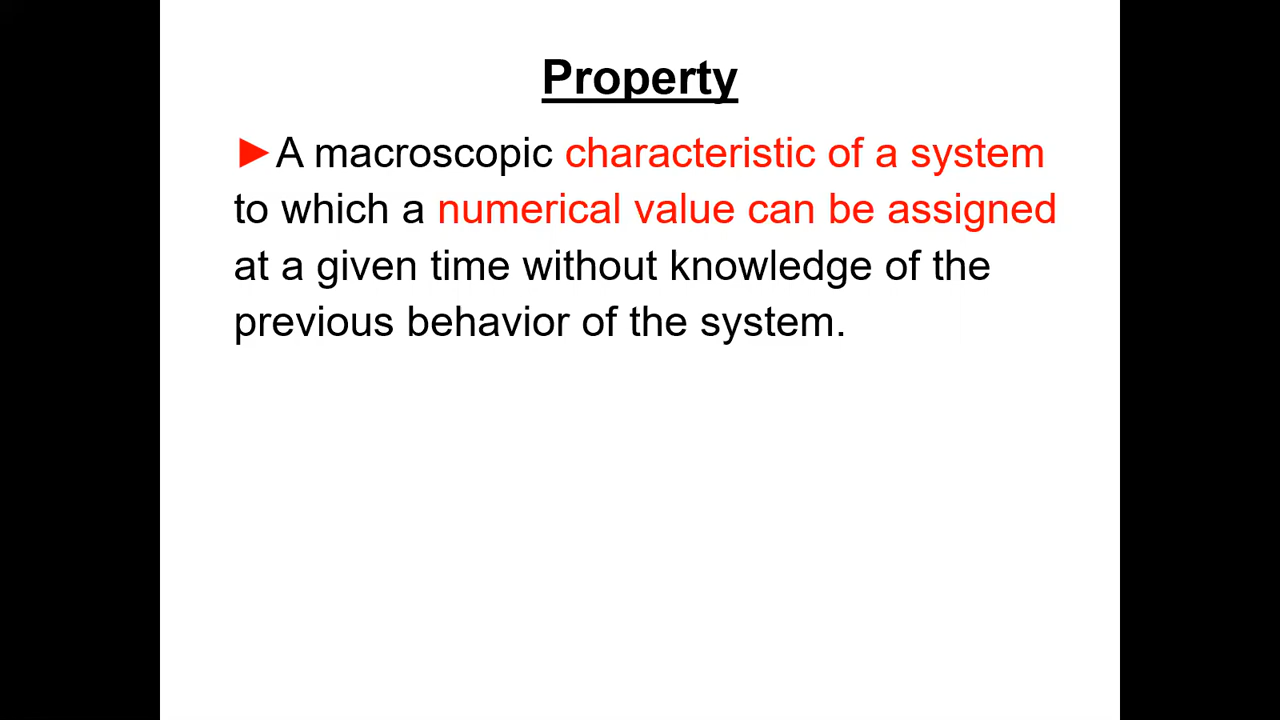 Property
►A macroscopic characteristic of a system
to which a numerical value can be assigned
at a given time without knowledge of the
previous behavior of the system.